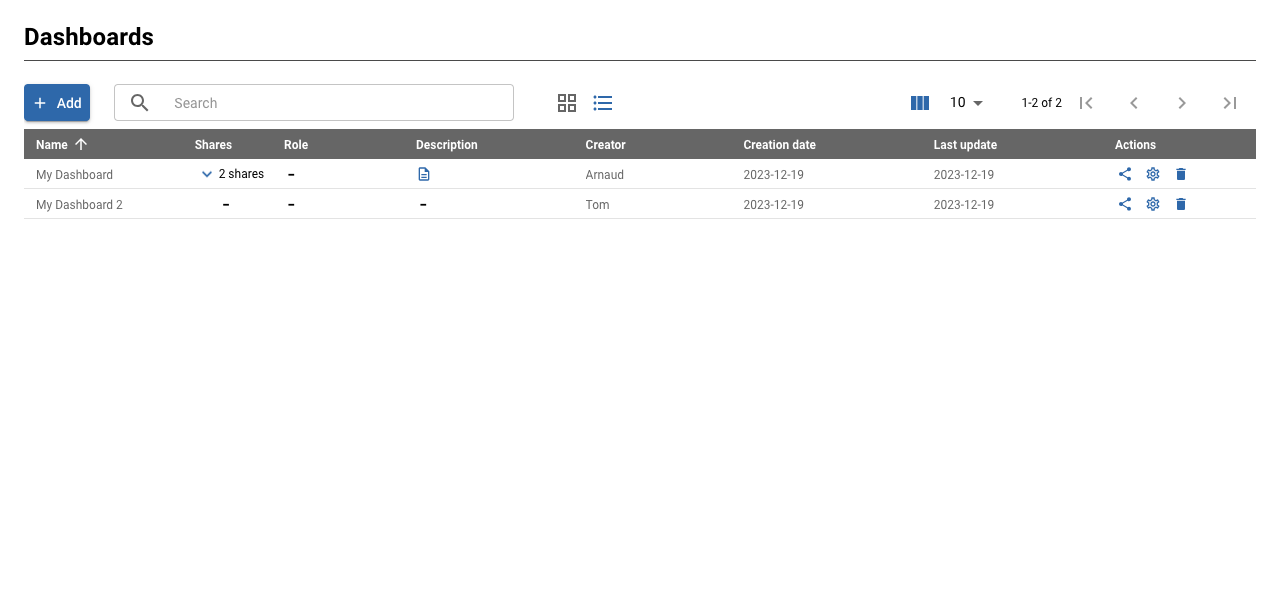 Dashboards
Add Search 10 1-2 of 2
Name Shares Role Description Creator Creation date Last update Actions
My Dashboard 2 shares - Arnaud 2023-12-19 2023-12-19
My Dashboard 2 - - - Tom 2023-12-19 2023-12-19